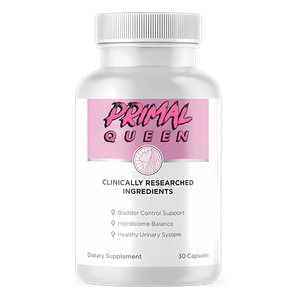 PRIMAL
QUEEN
CLINICALLY RESEARCHED
INGREDIENTS
Bladder Control Support
Microbiome Balance
Healthy Urinary System
Dietary Supplement 30 Capsules